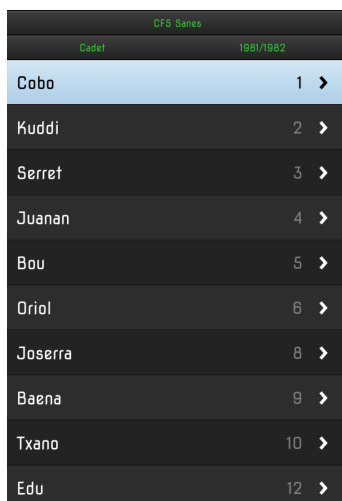 CFS Sanes
Cadet 1981/1982
Cobo 1
Kuddi 2
Serret 3
Juanan 4
Bou 5
Oriol 6
Joserra 8
Baena 9
Txano 10
Edu 12